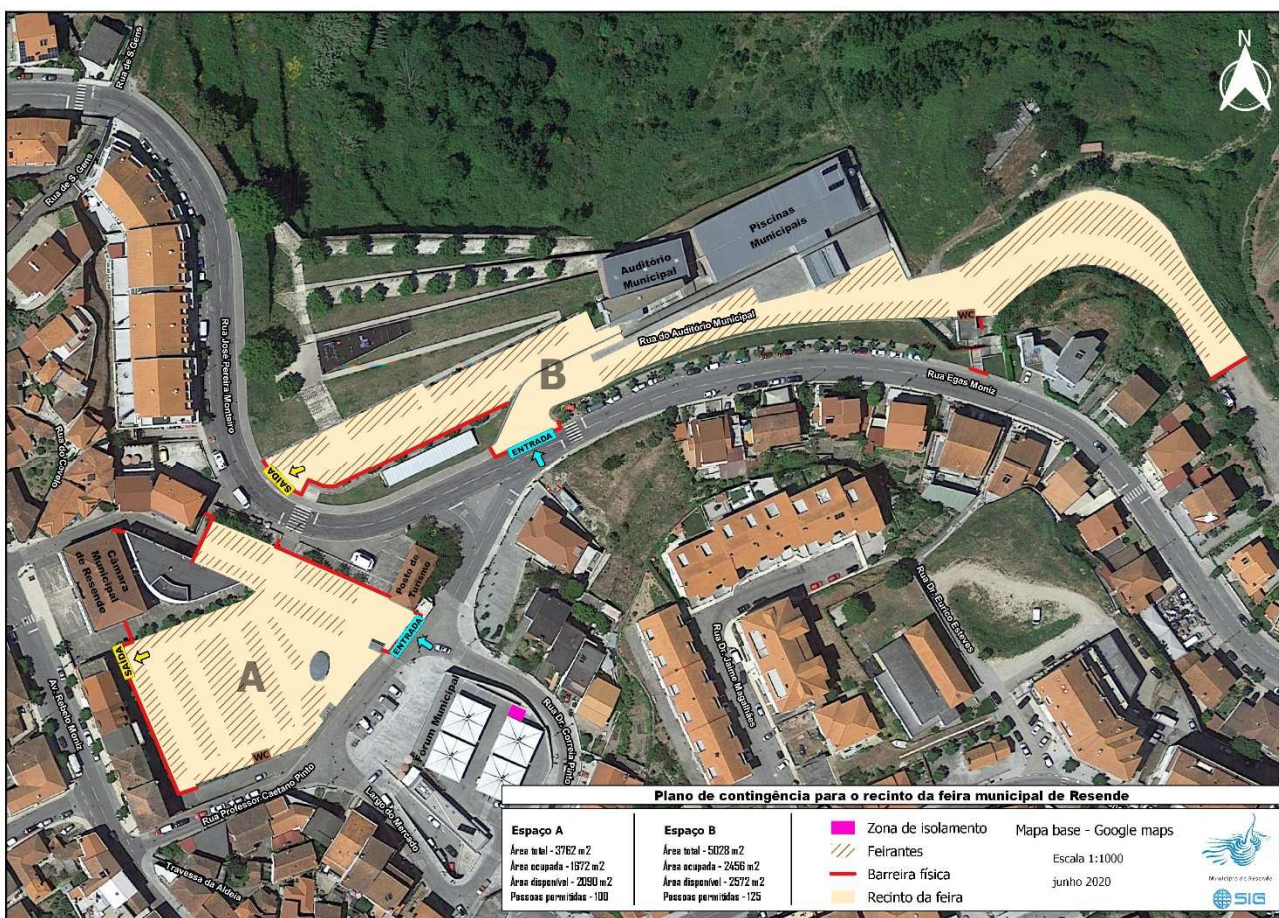 N
Rua de S.Gens
Rua de S. Gens
Piscinas
Municipais
Auditório
Municipal
Rua José Pereira Monteiro
Rua do Auditório Municipal
WC
B
Rua Egas Moniz
Rua do Covelo
ENTRADA
SAÍDA
Câmara
Municipal
de Resende
Posto de
Turismo
ENTRADA
SAÍDA
A
Rua Dr. Eurico Esteves
Rua Dr. Jaime Magalhães
Av. Rebelo Moniz
Fórum Municipal
Rua Dr. Correia Pinto
WC
Rua Professor Caetano Pinto
Largo do Mercado
Travessa da Aldeia
Plano de contingência para o recinto da feira municipal de Resende
Espaço A
Área total - 3762 m2
Área ocupada - 1672 m2
Área disponível - 2090 m2
Pessoas permitidas - 100
Espaço B
Área total - 5028 m2
Área ocupada - 2456 m2
Área disponível - 2572 m2
Pessoas permitidas - 125
Zona de isolamento
Feirantes
Barreira física
Recinto da feira
Mapa base - Google maps
Escala 1:1000
junho 2020
Município de Resende
SIG